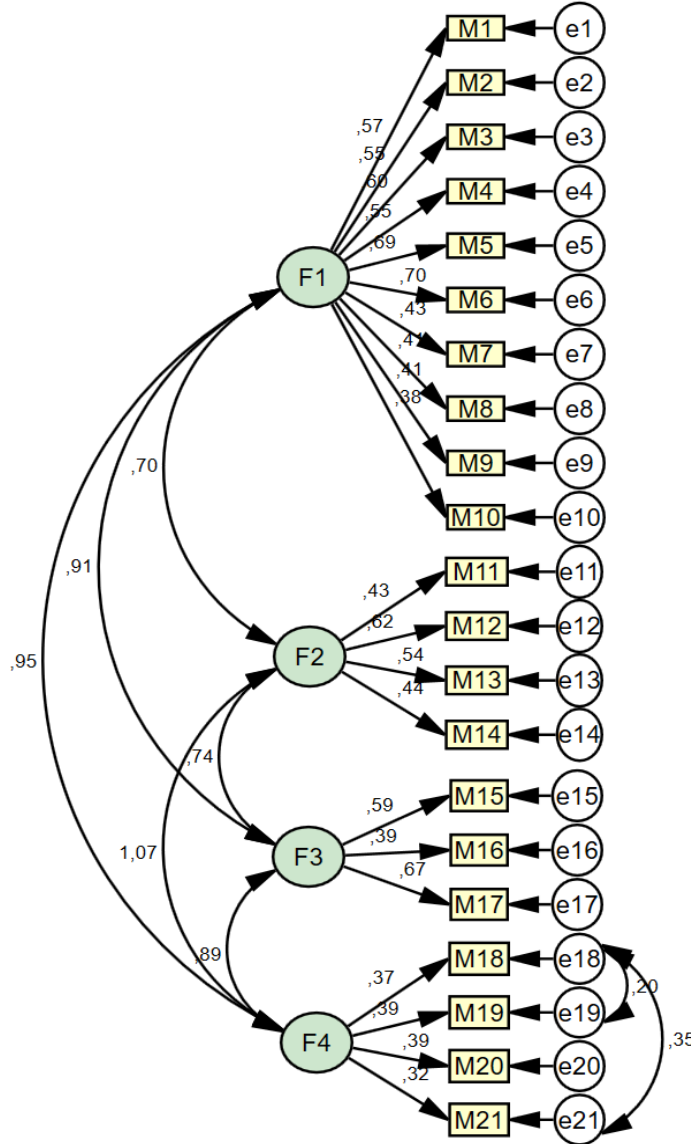 M1 e1
M2 e2
,57
M3 e3
,55
60
M4 e4
,55
,69
M5 e5
F1
,70
M6 e6
,43
M7 e7
,41
,38
M8 e8
,70
M9 e9
M10 e10
,91
M11 e11
,43
,62
M12 e12
,95
F2
,54
M13 e13
,44
M14 e14
,74
M15 e15
,59
,39
1,07
M16 e16
F3
,67
M17 e17
,89
M18 e18
,37
,20
,39
M19 e19
,35
F4
,39
M20 e20
,32
M21 e21